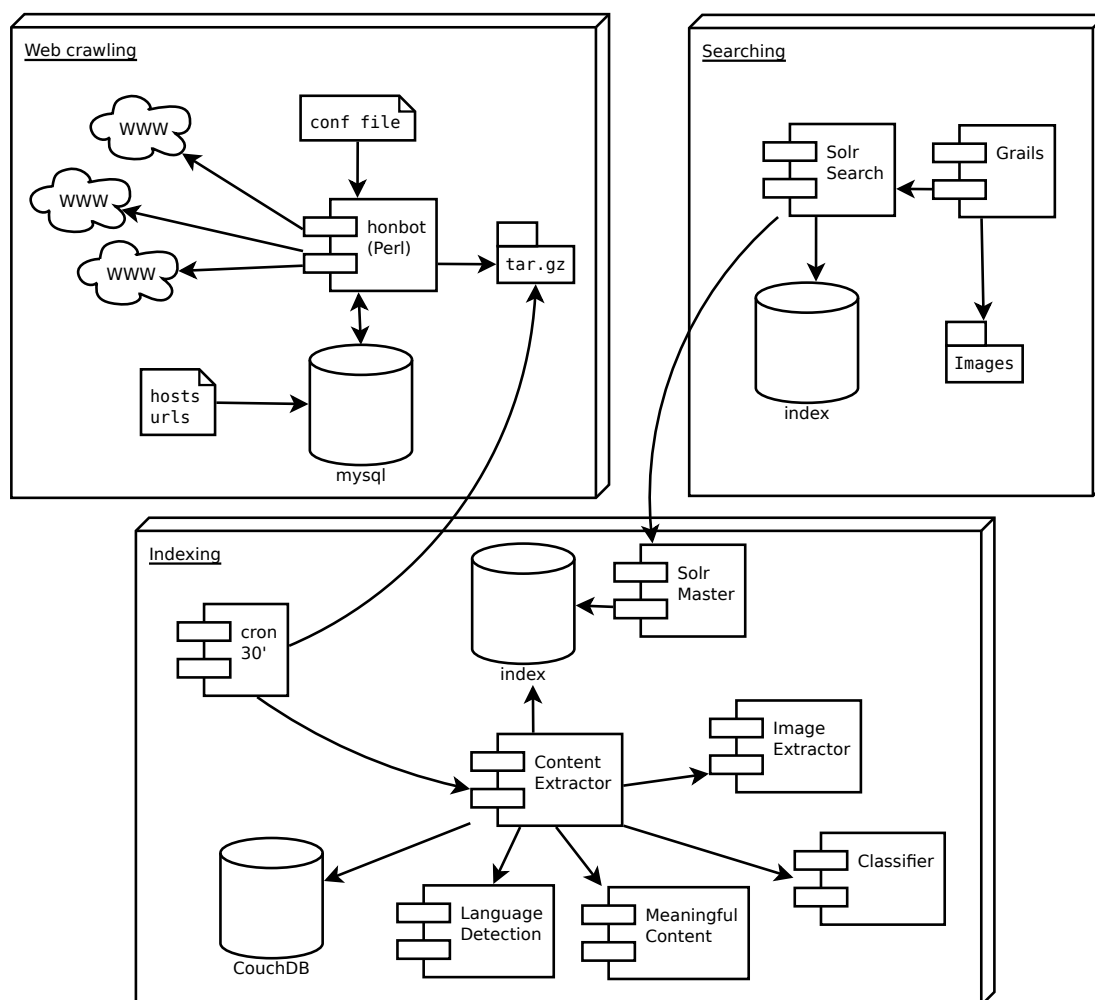 Web crawling
www
conf file
www
honbot
(Perl)
www
tar.gz
hosts
urls
mysql
Searching
Solr
Search
Grails
Images
index
Indexing
Solr
Master
cron
30'
index
Image
Extractor
Content
Extractor
Classifier
Language
Detection
Meaningful
Content
CouchDB